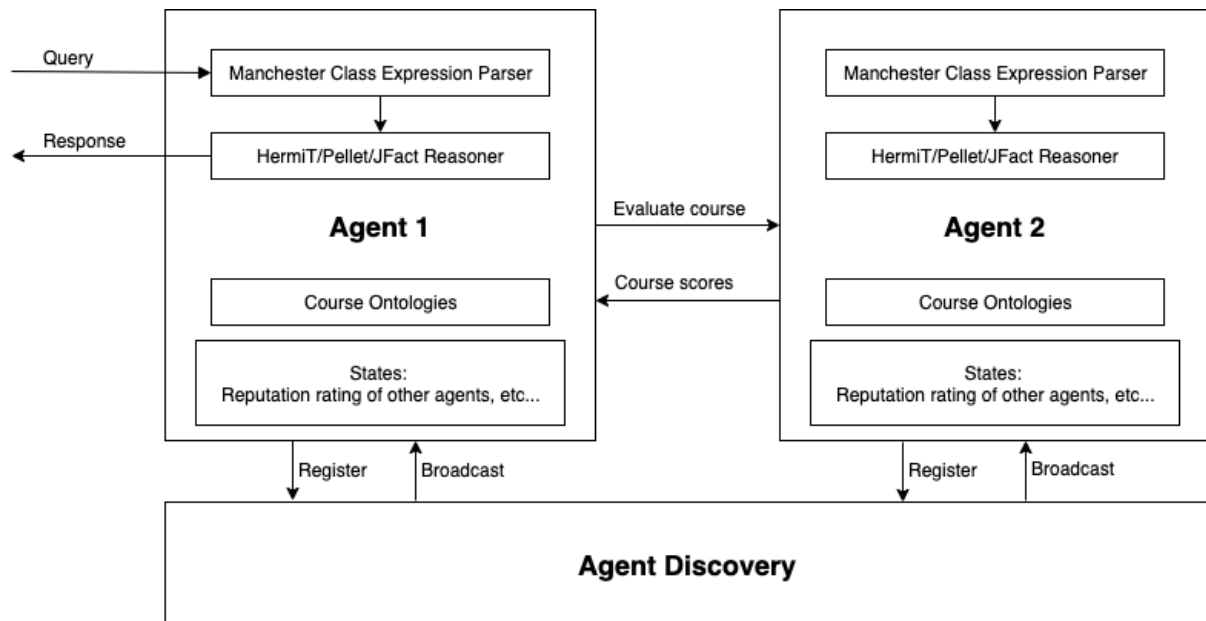 Query
Manchester Class Expression Parser
Response
HermiT/Pellet/JFact Reasoner
Agent 1
Course Ontologies
States:
Reputation rating of other agents, etc...
Evaluate course
Course scores
Manchester Class Expression Parser
HermiT/Pellet/JFact Reasoner
Agent 2
Course Ontologies
States:
Reputation rating of other agents, etc...
Register
Broadcast
Register
Broadcast
Agent Discovery